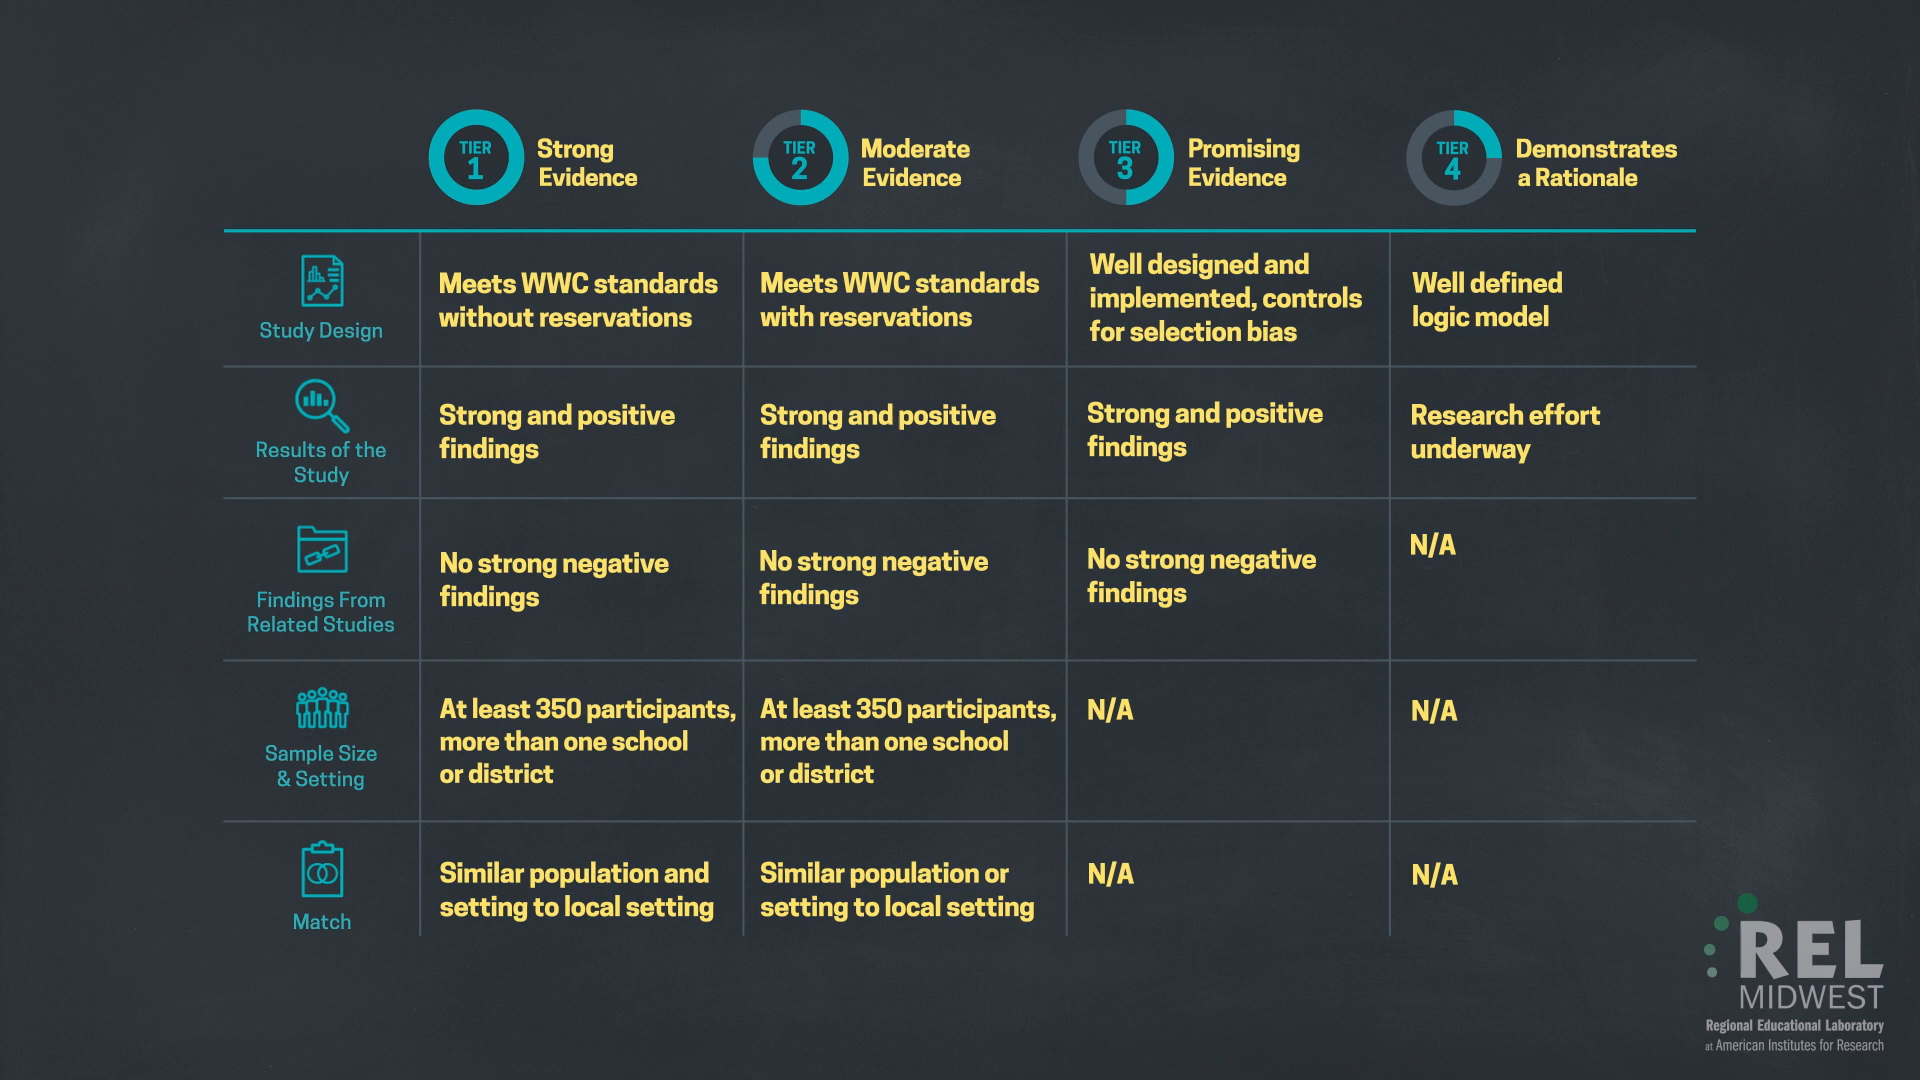 TIER
1
Strong
Evidence
TIER
2
Moderate
Evidence
TIER
3
Promising
Evidence
TIER
4
Demonstrates
a Rationale
Study Design
Meets WWC standards
without reservations
Meets WWC standards
with reservations
Well designed and
implemented, controls
for selection bias
Well defined
logic model
Results of the
Study
Strong and positive
findings
Strong and positive
findings
Strong and positive
findings
Research effort
underway
Findings From
Related Studies
No strong negative
findings
No strong negative
findings
No strong negative
findings
N/A
Sample Size
& Setting
At least 350 participants,
more than one school
or district
At least 350 participants,
more than one school
or district
N/A
N/A
Match
Similar population and
setting to local setting
Similar population or
setting to local setting
N/A
N/A
REL
MIDWEST
Regional Educational Laboratory
at American Institutes for Research